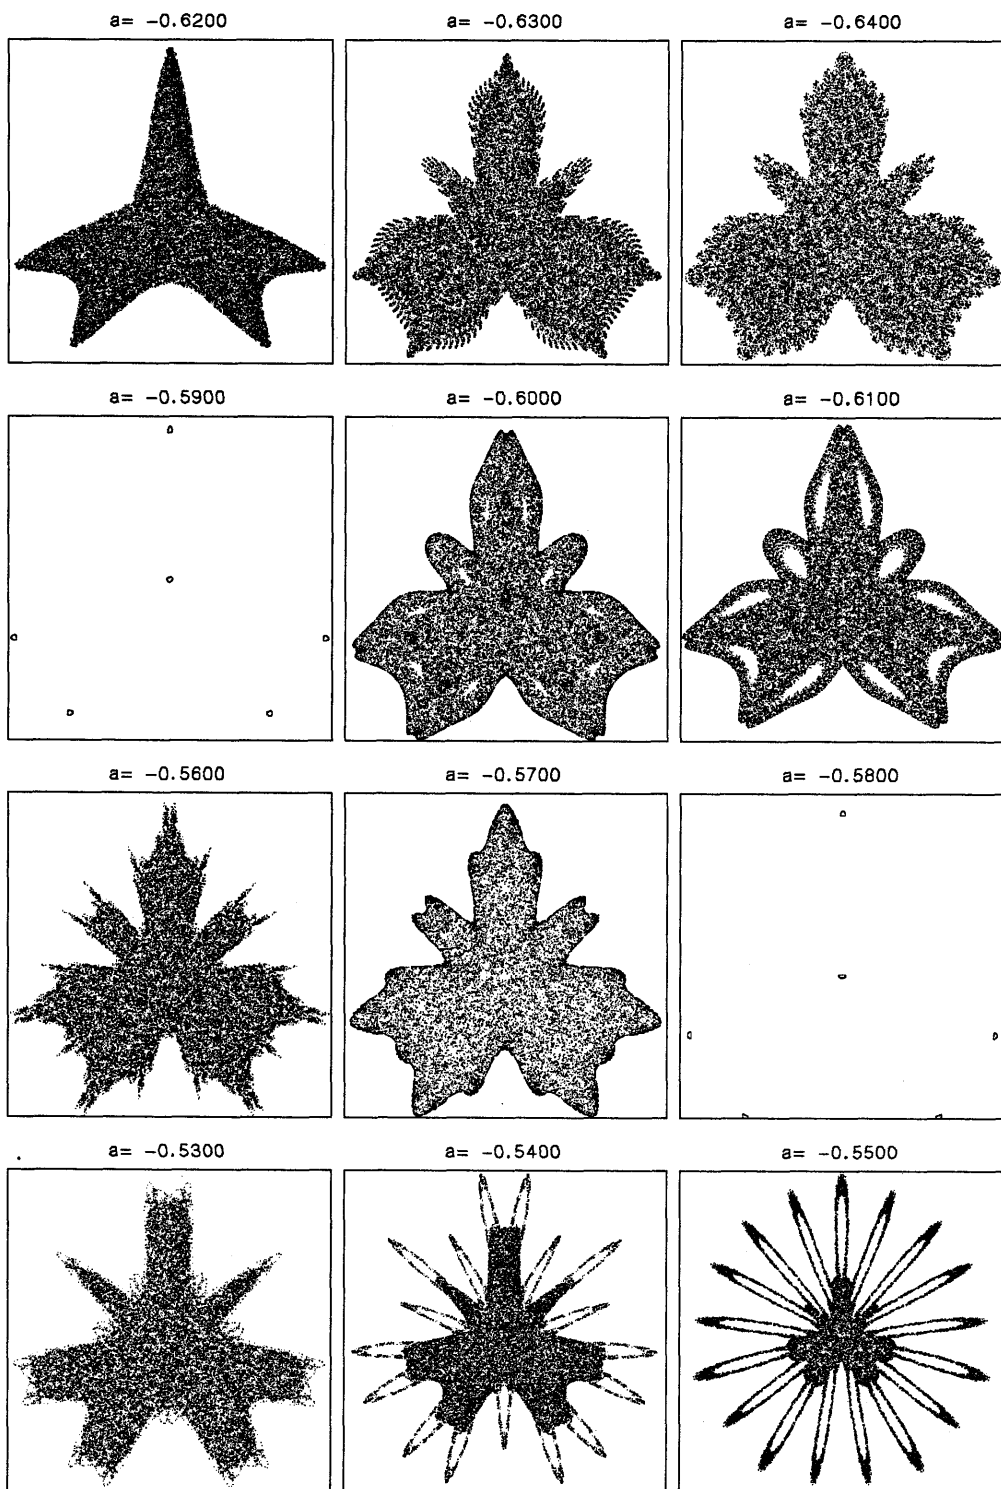 a= -0.6200
a= -0.6300
a= -0.6400
a= -0.5900
a= -0.6000
a= -0.6100
a= -0.5600
a= -0.5700
a= -0.5800
a= -0.5300
a= -0.5400
a= -0.5500